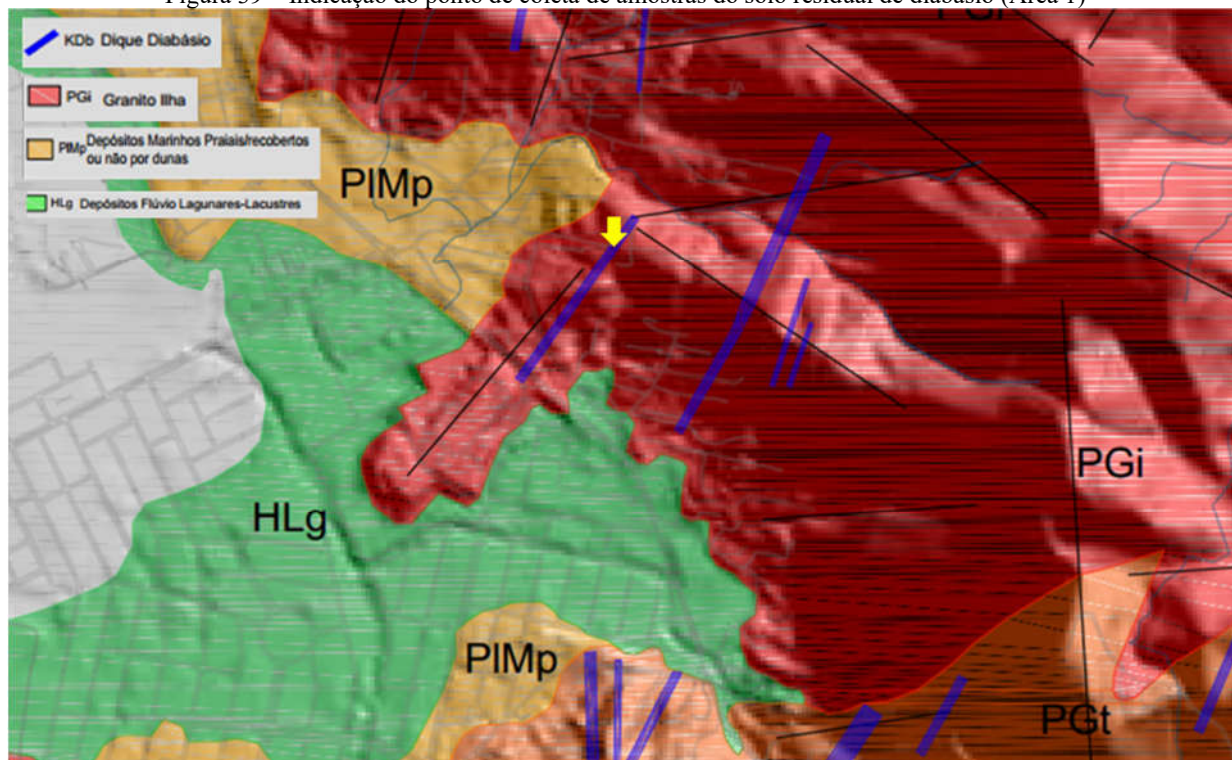 Figura 39 – Indicação do ponto de coleta de amostras do solo residual de diabásio (Área 1)
KDb Dique Diabásio
PGi Granito Ilha
PlMp Depósitos Marinhos Praiais/recobertos
ou não por dunas
HLg Depósitos Flúvio Lagunares-Lacustres
PGi
PlMp
PGi
HLg
PlMp
PGt